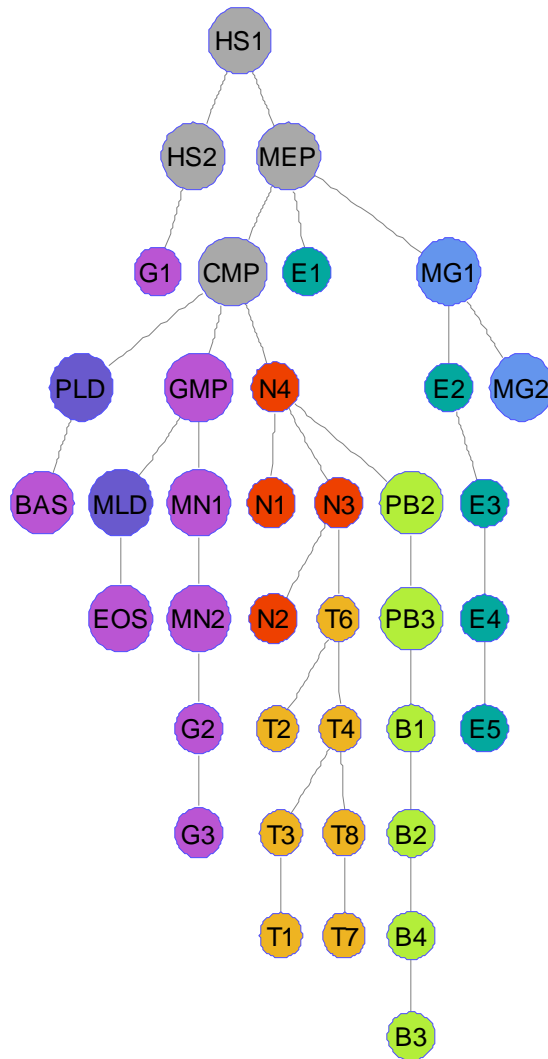 HS1
HS2 MEP
G1 CMP E1 MG1
PLD GMP N4 E2 MG2
BAS MLD MN1 N1 N3 PB2 E3
EOS MN2 N2 T6 PB3 E4
G2 T2 T4 B1 E5
G3 T3 T8 B2
T1 T7 B4
B3